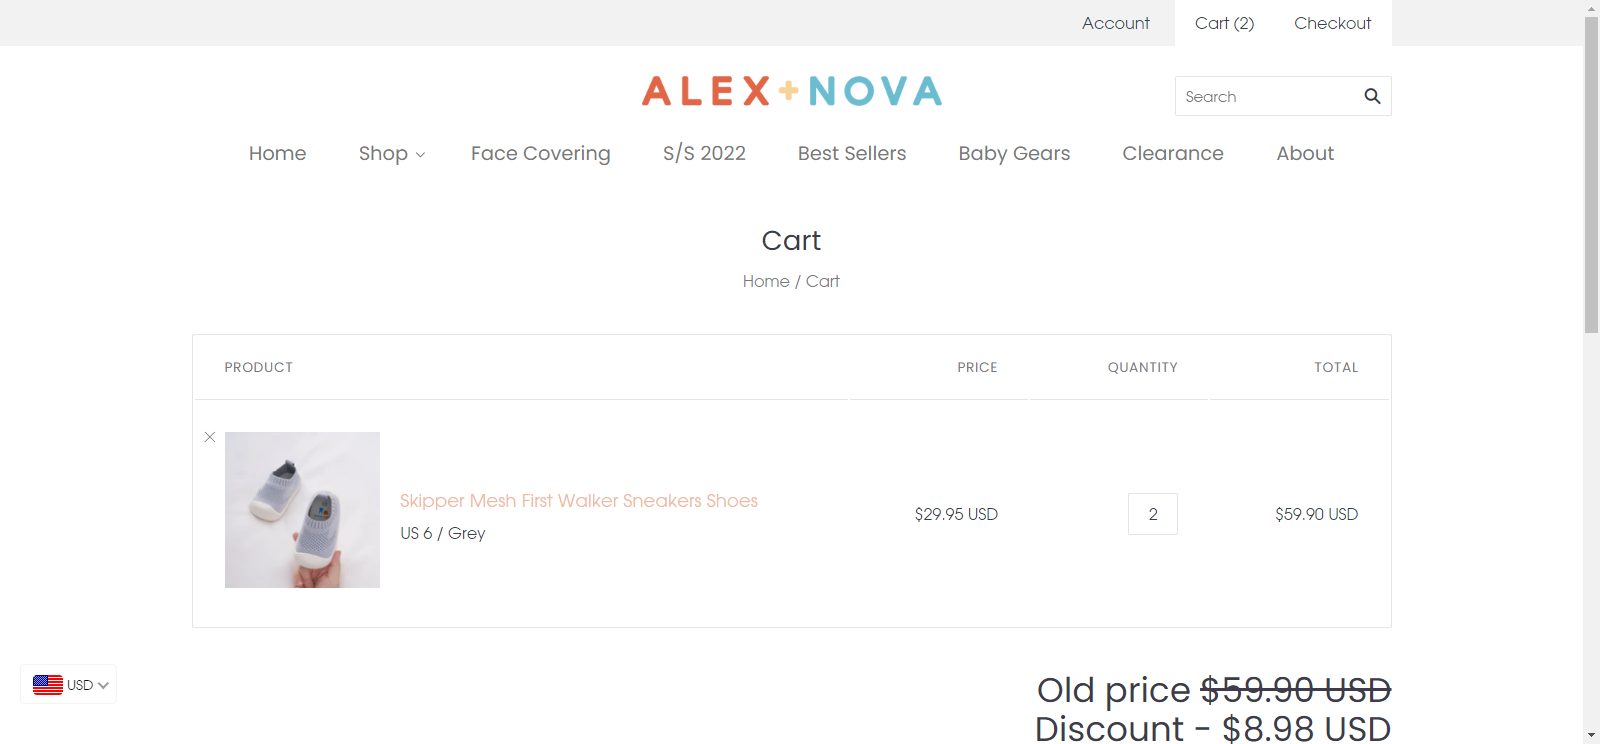 Account
Cart (2)
Checkout
ALEX+NOVA
Search
Home
Shop
Face Covering
S/S 2022
Best Sellers
Baby Gears
Clearance
About
Cart
Home / Cart
PRODUCT
PRICE
QUANTITY
TOTAL
Skipper Mesh First Walker Sneakers Shoes
US 6 / Grey
$29.95 USD
2
$59.90 USD
USD
Old price $59.90 USD
Discount - $8.98 USD